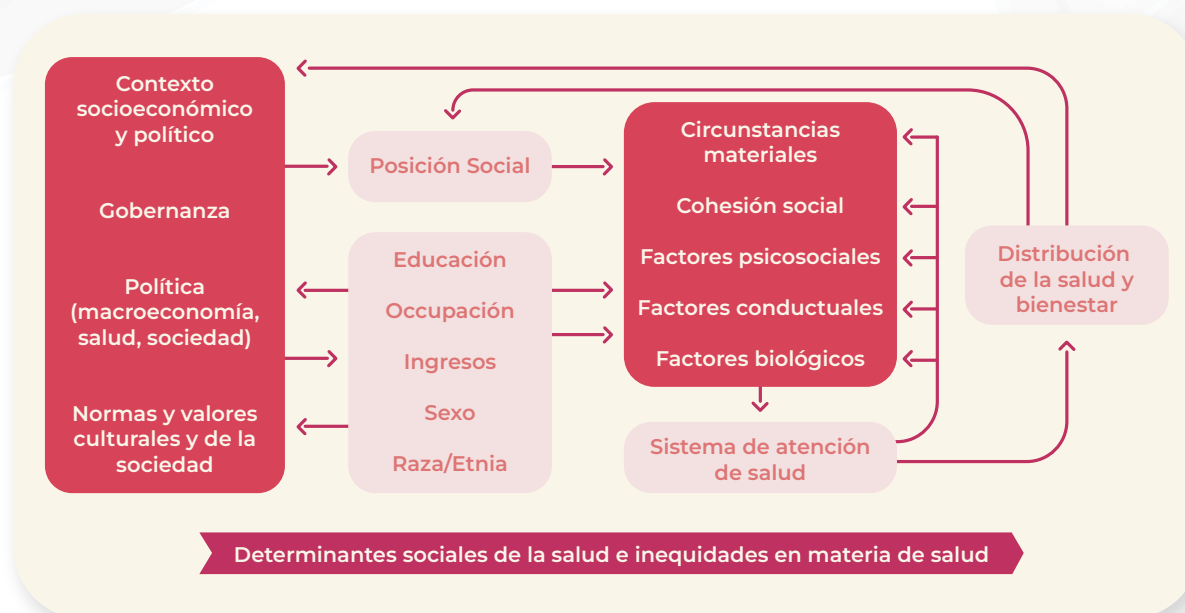 Contexto
socioeconómico
y político
Gobernanza
Política
(macroeconomía,
salud, sociedad)
Normas y valores
culturales y de la
sociedad
Posición Social
Educación
Occupación
Ingresos
Sexo
Raza/Etnia
Circunstancias
materiales
Cohesión social
Factores psicosociales
Factores conductuales
Factores biológicos
Sistema de atención
de salud
Distribución
de la salud y
bienestar
Determinantes sociales de la salud e inequidades en materia de salud